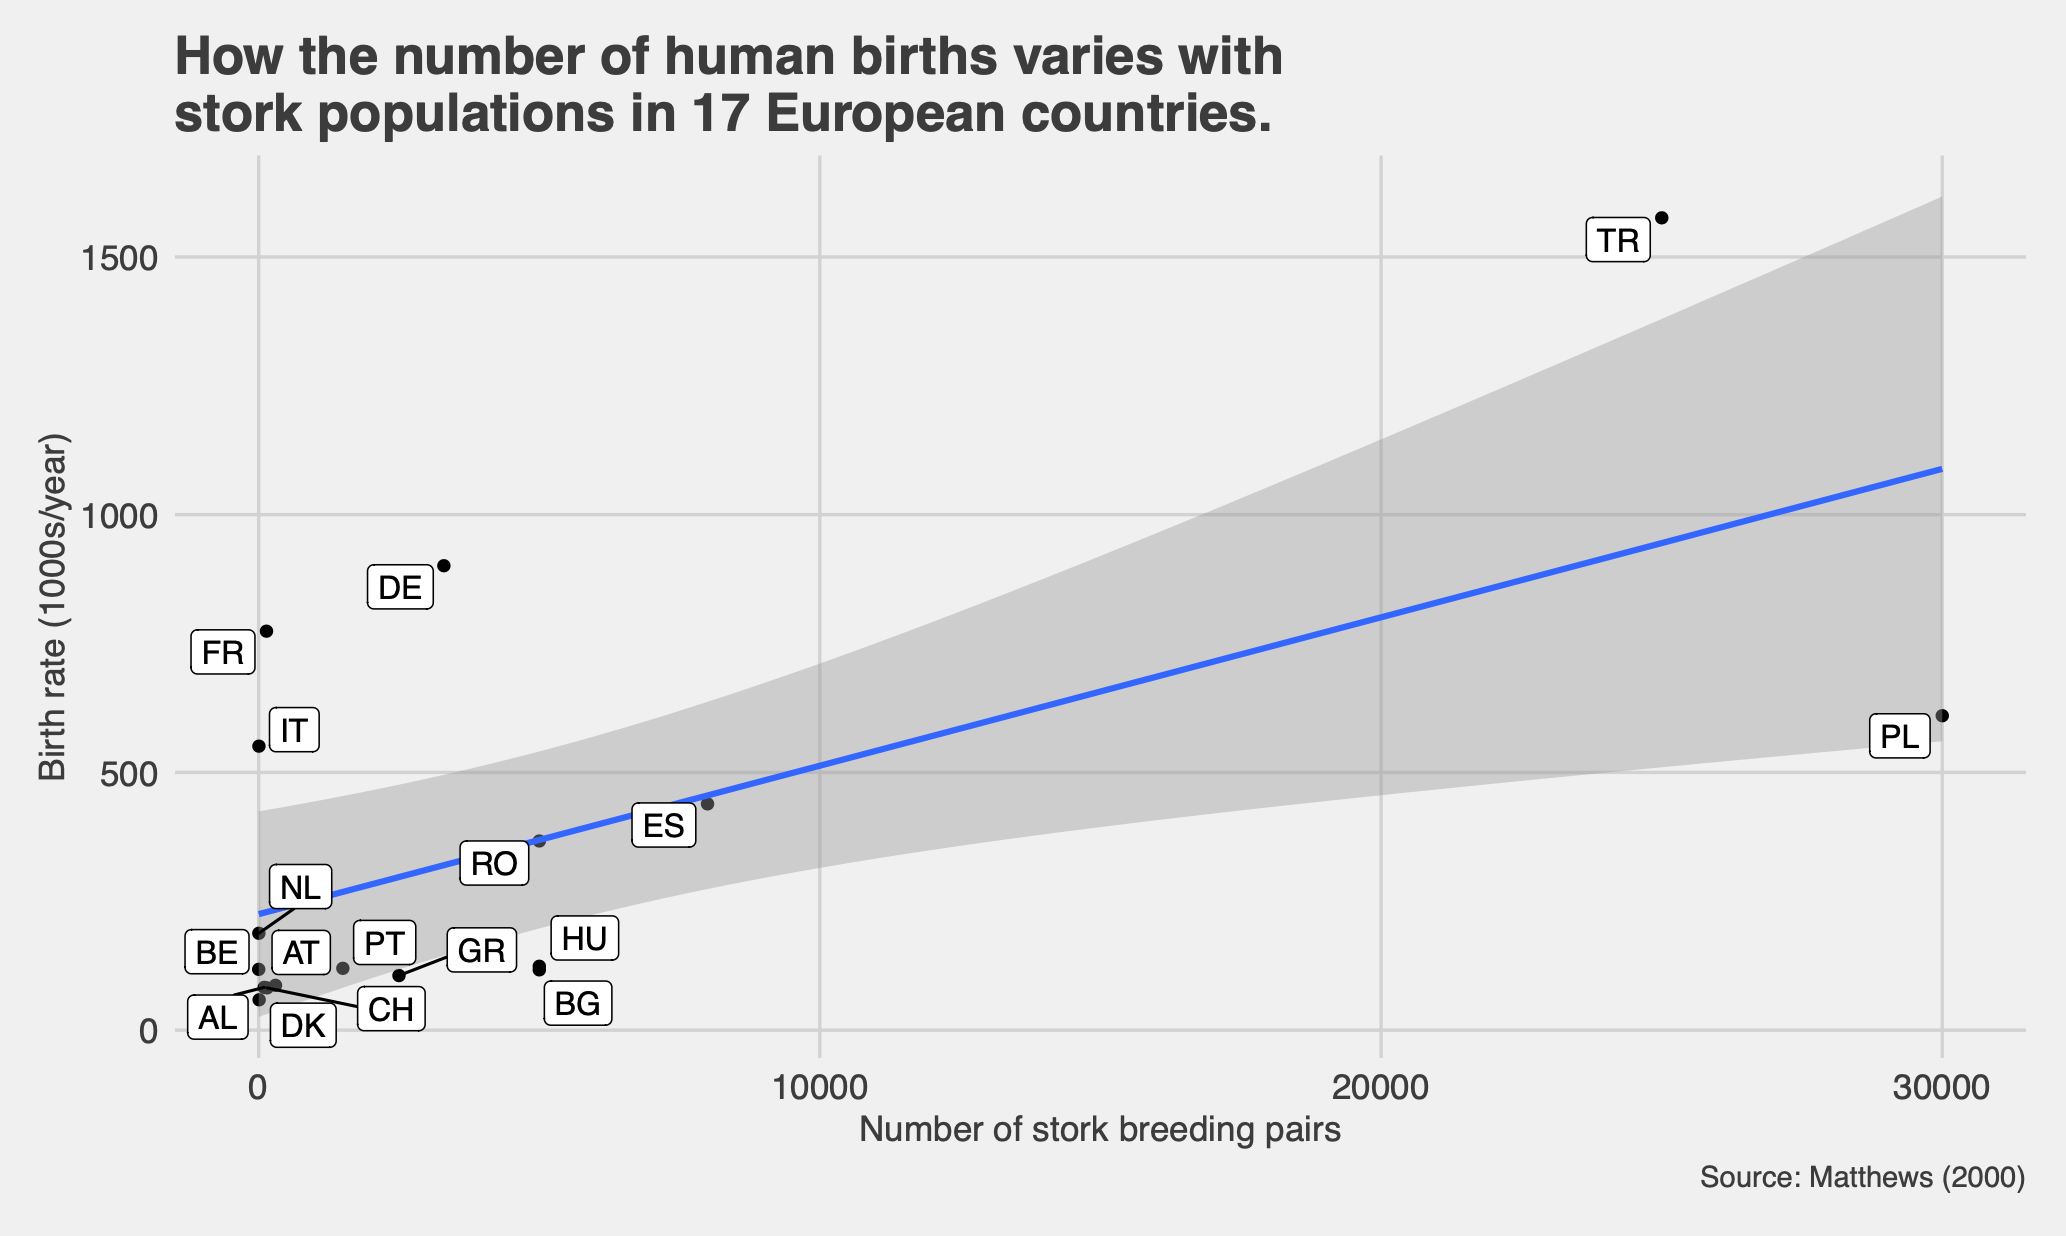 How the number of human births varies with
stork populations in 17 European countries.
1500
1000
500
0
Birth rate (1000s/year)
TR
DE
FR
IT
PL
ES
RO
NL
BE
AT
PT
GR
HU
AL
DK
CH
BG
0
10000
20000
30000
Number of stork breeding pairs
Source: Matthews (2000)